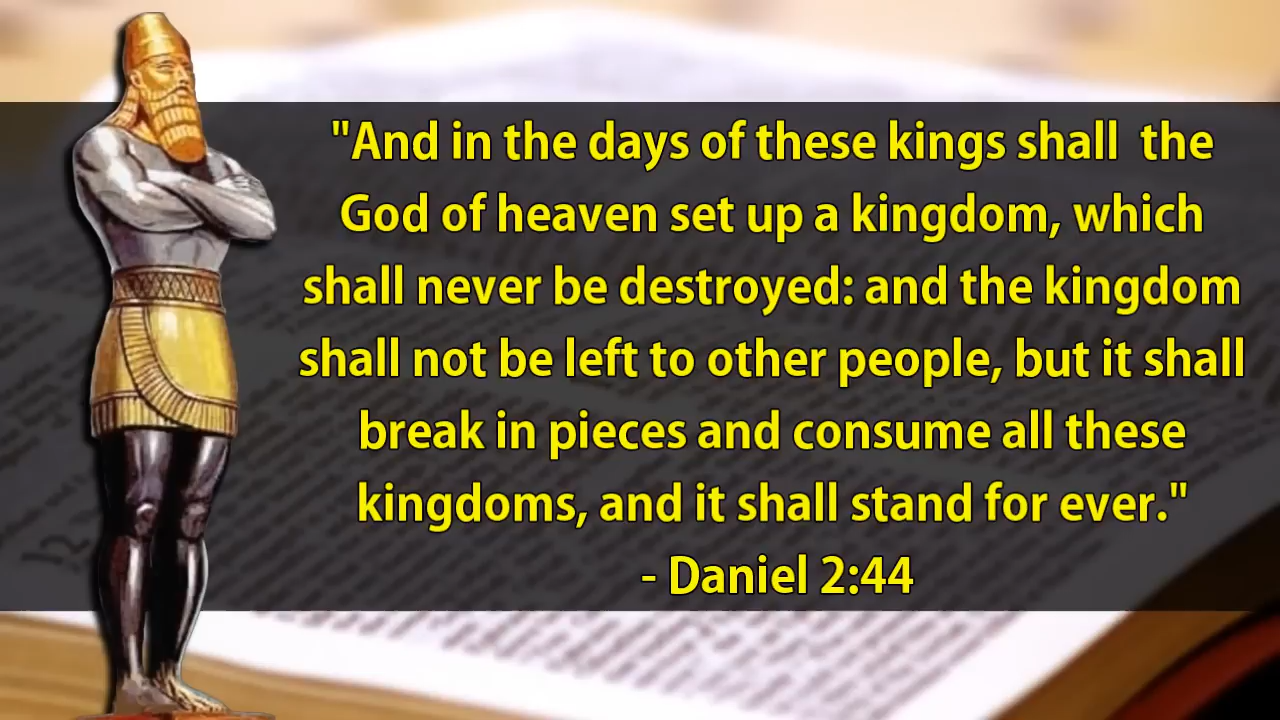 "And in the days of these kings shall  the
God of heaven set up a kingdom, which
shall never be destroyed: and the kingdom
shall not be left to other people, but it shall
break in pieces and consume all these
kingdoms, and it shall stand for ever."
- Daniel 2:44